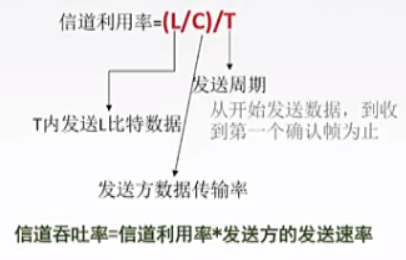 信道利用率=(L/C)/T
发送周期
从开始发送数据，到收
到第一个确认帧为止
T内发送L比特数据
发送方数据传输率
信道吞吐率=信道利用率*发送方的发送速率